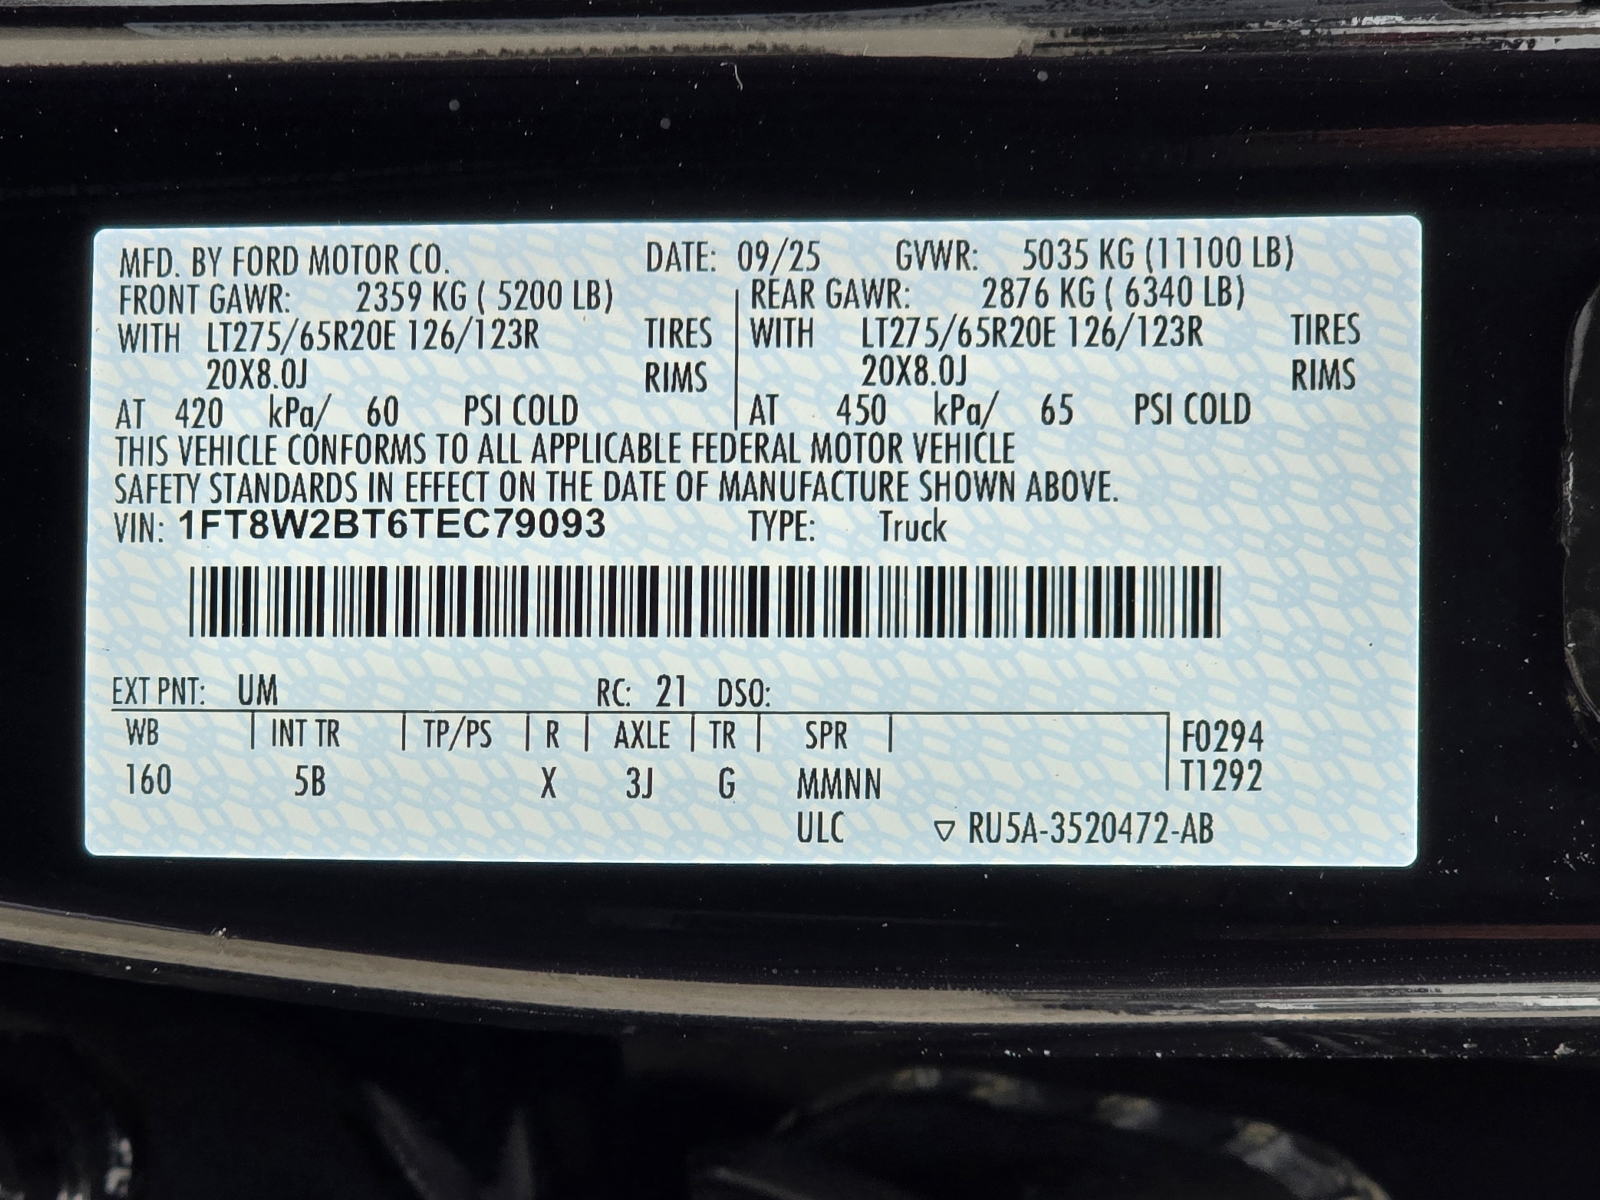 MFD. BY FORD MOTOR CO. DATE: 09/25 GVWR: 5035 KG (11100 LB)
FRONT GAWR: 2359 KG ( 5200 LB) REAR GAWR: 2876 KG ( 6340 LB)
WITH LT275/65R20E 126/123R TIRES WITH LT275/65R20E 126/123R TIRES
20X8.0J RIMS 20X8.0J RIMS
AT 420 kPa/ 60 PSI COLD AT 450 kPa/ 65 PSI COLD
THIS VEHICLE CONFORMS TO ALL APPLICABLE FEDERAL MOTOR VEHICLE
SAFETY STANDARDS IN EFFECT ON THE DATE OF MANUFACTURE SHOWN ABOVE.
VIN: 1FT8W2BT6TEC79093 TYPE: Truck
EXT PNT: UM RC: 21 DSO:
WB INT TR TP/PS R AXLE TR SPR F0294
160 5B X 3J G MMNN T1292
ULC ▽ RU5A-3520472-AB